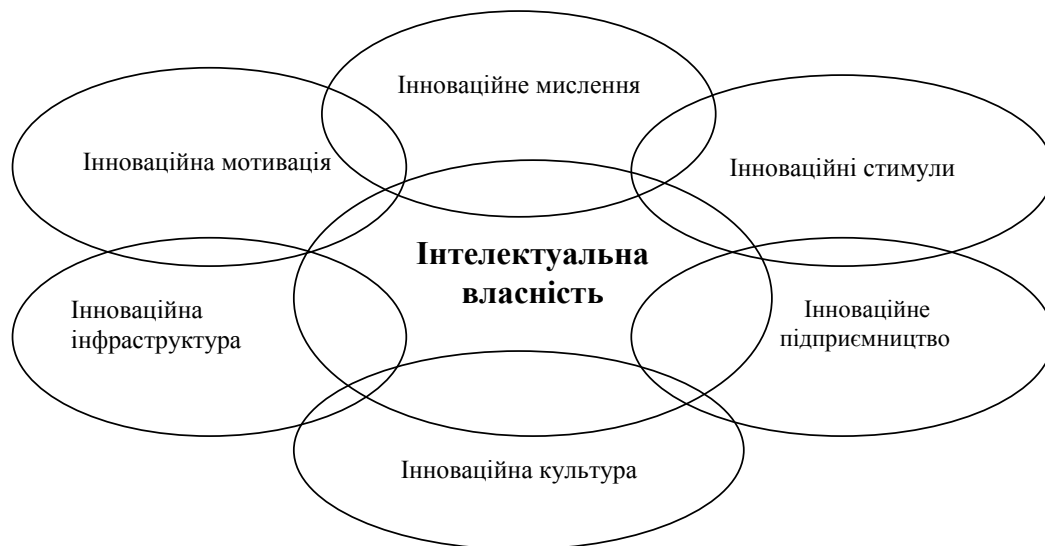 Інноваційне мислення
Інноваційна мотивація
Інноваційні стимули
Інтелектуальна
власність
Інноваційна
інфраструктура
Інноваційне
підприємництво
Інноваційна культура